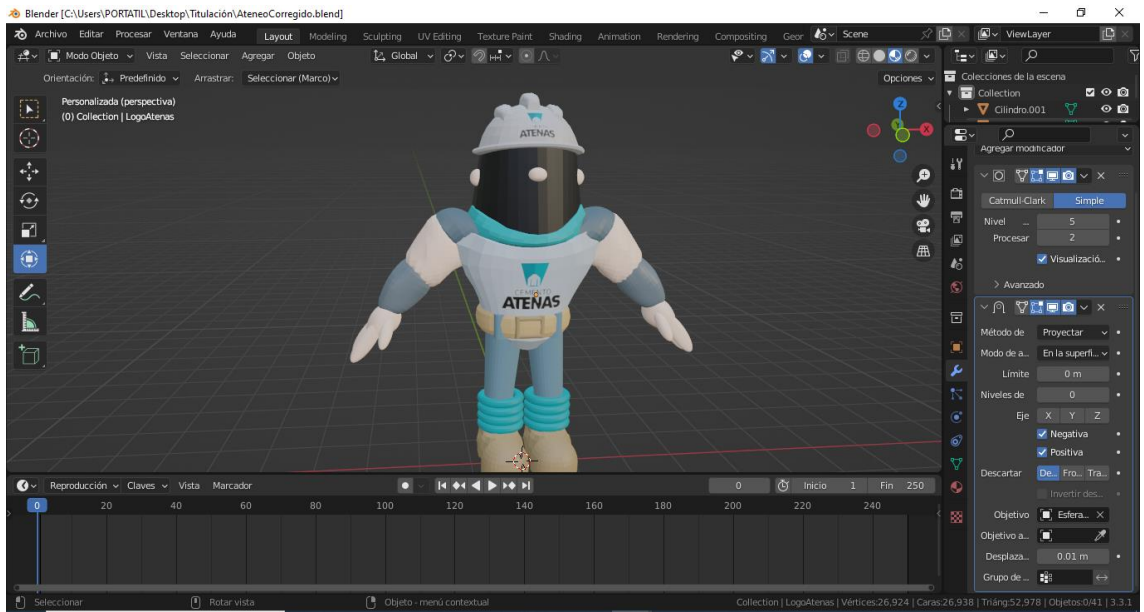 Blender [C:\Users\PORTATIL\Desktop\Titulación\AteneoCorregido.blend]
Archivo Editar Procesar Ventana Ayuda Layout Modeling Sculpting UV Editing Texture Paint Shading Animation Rendering Compositing Geor Scene ViewLayer
Modo Objeto Vista Seleccionar Agregar Objeto Global Opciones
Orientación: Predefinido Arrastrar: Seleccionar (Marco)
Personalizada (perspectiva)
(0) Collection | LogoAtenas
Z
X
ATENAS
CEMENTO
ATENAS
Colecciones de la escena
Collection
Cilindro.001
Agregar modificador
Catmull-Clark Simple
Nivel ... 5
Procesar 2
Visualizació...
Avanzado
Método de Proyectar
Modo de a... En la superfi...
Límite 0 m
Niveles de 0
Eje X Y Z
Negativa
Positiva
Descartar De... Fro... Tra...
Invertir des...
Objetivo Esfera...
Objetivo a...
Desplaza... 0.01 m
Grupo de ...
Reproducción Claves Vista Marcador 0 Inicio 1 Fin 250
0 20 40 60 80 100 120 140 160 180 200 220 240
Seleccionar Rotar vista Objeto - menú contextual Collection | LogoAtenas | Vértices:26,924 | Caras:26,938 | Triáng:52,978 | Objetos:0/41 | 3.3.1